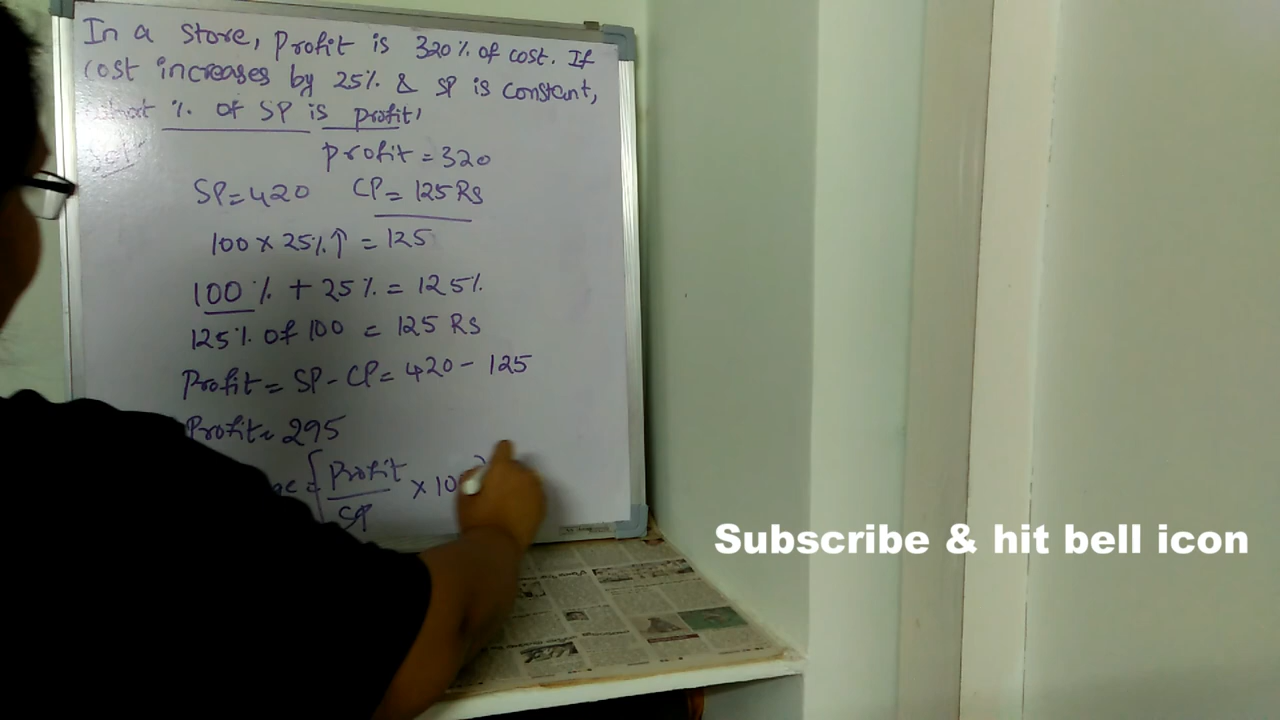 In a store, Profit is 320% of cost. If
cost increases by 25% & SP is constant,
% of SP is profit?
profit = 320
SP=420 CP= 125 Rs
100 x 25%↑ = 125
100% + 25% = 125%
125% of 100 = 125 Rs
Profit = SP - CP = 420 - 125
Profit = 295
Profit x 10
SP
Subscribe & hit bell icon